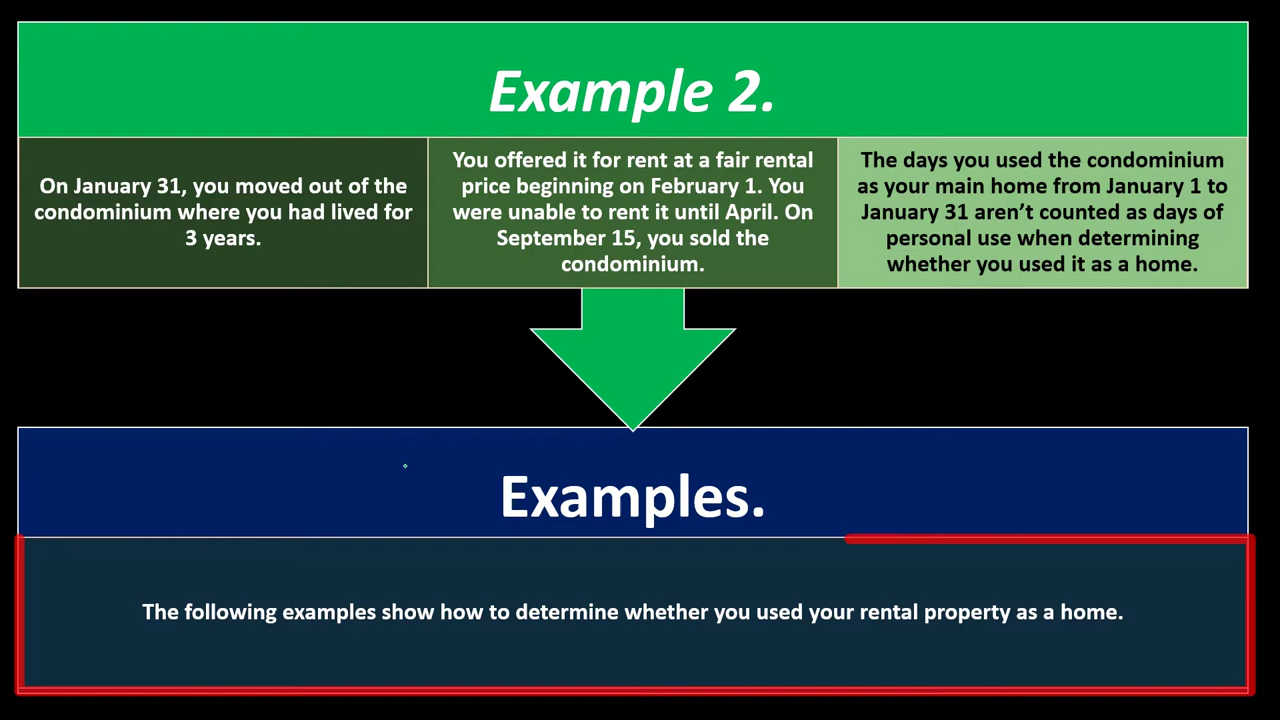 Example 2.
On January 31, you moved out of the
condominium where you had lived for
3 years.
You offered it for rent at a fair rental
price beginning on February 1. You
were unable to rent it until April. On
September 15, you sold the
condominium.
The days you used the condominium
as your main home from January 1 to
January 31 aren’t counted as days of
personal use when determining
whether you used it as a home.
Examples.
The following examples show how to determine whether you used your rental property as a home.